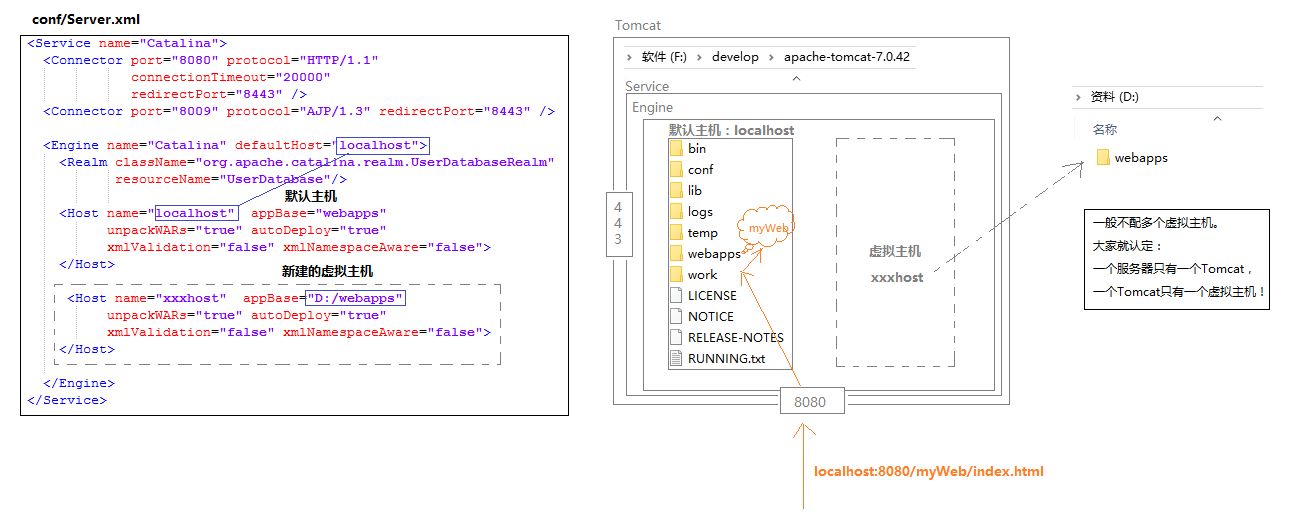 conf/Server.xml
<Service name="Catalina">
<Connector port="8080" protocol="HTTP/1.1"
connectionTimeout="20000"
redirectPort="8443" />
<Connector port="8009" protocol="AJP/1.3" redirectPort="8443" />
<Engine name="Catalina" defaultHost="localhost">
<Realm className="org.apache.catalina.realm.UserDatabaseRealm"
resourceName="UserDatabase"/>
默认主机
<Host name="localhost" appBase="webapps"
unpackWARs="true" autoDeploy="true"
xmlValidation="false" xmlNamespaceAware="false">
</Host>
新建的虚拟主机
<Host name="xxxhost" appBase="D:/webapps"
unpackWARs="true" autoDeploy="true"
xmlValidation="false" xmlNamespaceAware="false">
</Host>
</Engine>
</Service>
Tomcat
软件 (F:) develop apache-tomcat-7.0.42
Service
Engine
默认主机：localhost
bin
conf
lib
logs
temp
webapps
work
LICENSE
NOTICE
RELEASE-NOTES
RUNNING.txt
myWeb
443
虚拟主机
xxxhost
8080
localhost:8080/myWeb/index.html
资料 (D:)
名称
webapps
一般不配多个虚拟主机。
大家就认定：
一个服务器只有一个Tomcat，
一个Tomcat只有一个虚拟主机！